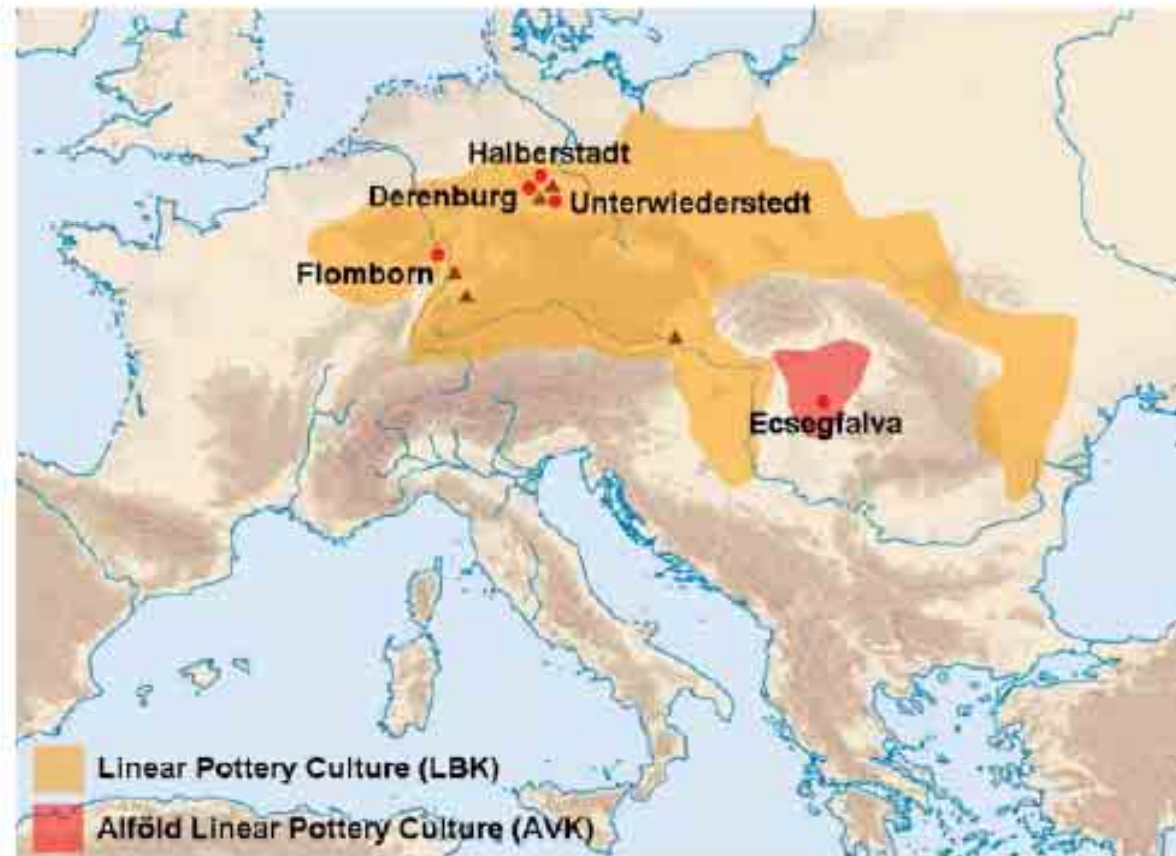 Halberstadt
Derenburg
Unterwiederstedt
Flomborn
Ecsegfalva
Linear Pottery Culture (LBK)
Alföld Linear Pottery Culture (AVK)